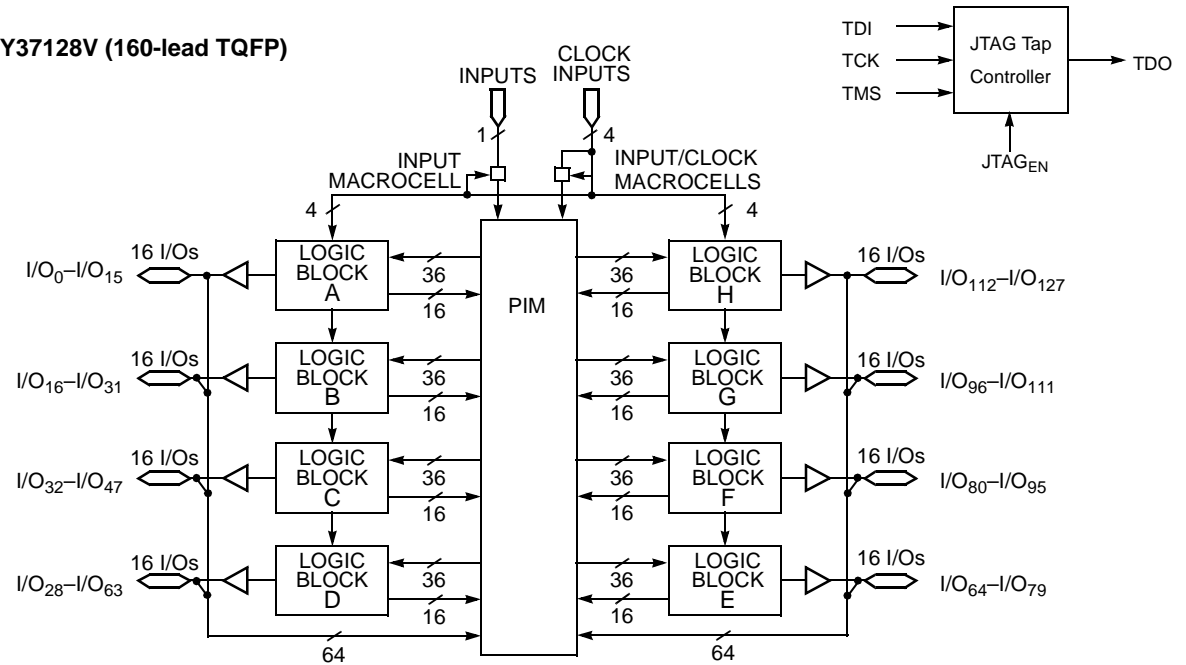 Y37128V (160-lead TQFP)
TDI
TCK
TMS
JTAG Tap
Controller
TDO
JTAGEN
INPUTS
CLOCK
INPUTS
1
4
INPUT
MACROCELL
INPUT/CLOCK
MACROCELLS
4
4
I/O0–I/O15
16 I/Os
LOGIC
BLOCK
A
36
16
PIM
36
16
LOGIC
BLOCK
H
16 I/Os
I/O112–I/O127
I/O16–I/O31
16 I/Os
LOGIC
BLOCK
B
36
16
36
16
LOGIC
BLOCK
G
16 I/Os
I/O96–I/O111
I/O32–I/O47
16 I/Os
LOGIC
BLOCK
C
36
16
36
16
LOGIC
BLOCK
F
16 I/Os
I/O80–I/O95
I/O28–I/O63
16 I/Os
LOGIC
BLOCK
D
36
16
36
16
LOGIC
BLOCK
E
16 I/Os
I/O64–I/O79
64
64